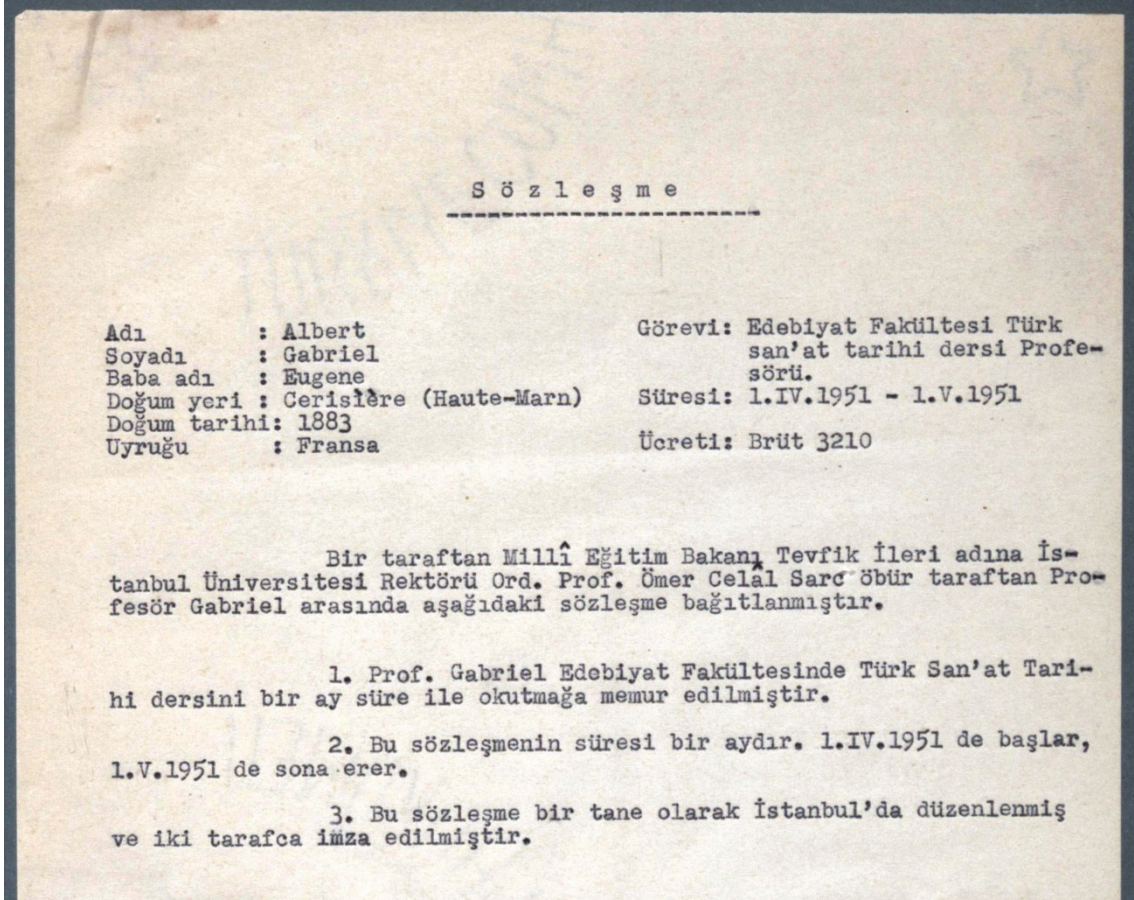 Sözleşme
Adı : Albert
Soyadı : Gabriel
Baba adı : Eugene
Doğum yeri : Cerisière (Haute-Marn)
Doğum tarihi: 1883
Uyruğu : Fransa
Görevi: Edebiyat Fakültesi Türk
san'at tarihi dersi Profe-
sörü.
Süresi: 1.IV.1951 - 1.V.1951
Ücreti: Brüt 3210
Bir taraftan Millî Eğitim Bakanı Tevfik İleri adına İs-
tanbul Üniversitesi Rektörü Ord. Prof. Ömer Celâl Sarc öbür taraftan Pro-
fesör Gabriel arasında aşağıdaki sözleşme bağıtlanmıştır.
1. Prof. Gabriel Edebiyat Fakültesinde Türk San'at Tari-
hi dersini bir ay süre ile okutmağa memur edilmiştir.
2. Bu sözleşmenin süresi bir aydır. 1.IV.1951 de başlar,
1.V.1951 de sona erer.
3. Bu sözleşme bir tane olarak İstanbul'da düzenlenmiş
ve iki tarafca imza edilmiştir.